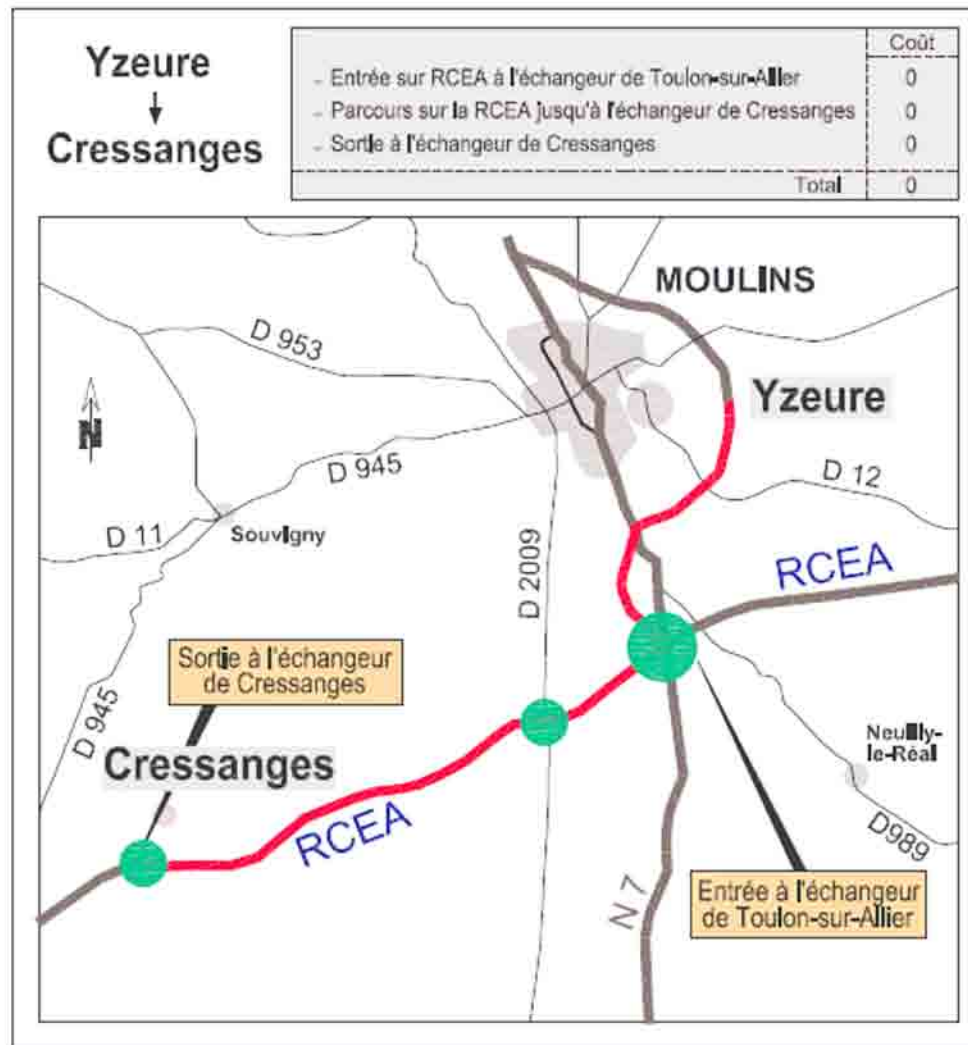 Yzeure
↓
Cressanges
Coût
- Entrée sur RCEA à l'échangeur de Toulon-sur-Allier 0
- Parcours sur la RCEA jusqu'à l'échangeur de Cressanges 0
- Sortie à l'échangeur de Cressanges 0
Total 0
MOULINS
D 953
Yzeure
N
D 945
D 12
D 11
Souvigny
D 2009
RCEA
Sortie à l'échangeur
de Cressanges
D 945
Neuilly-
le-Réal
Cressanges
RCEA
D989
N 7
Entrée à l'échangeur
de Toulon-sur-Allier